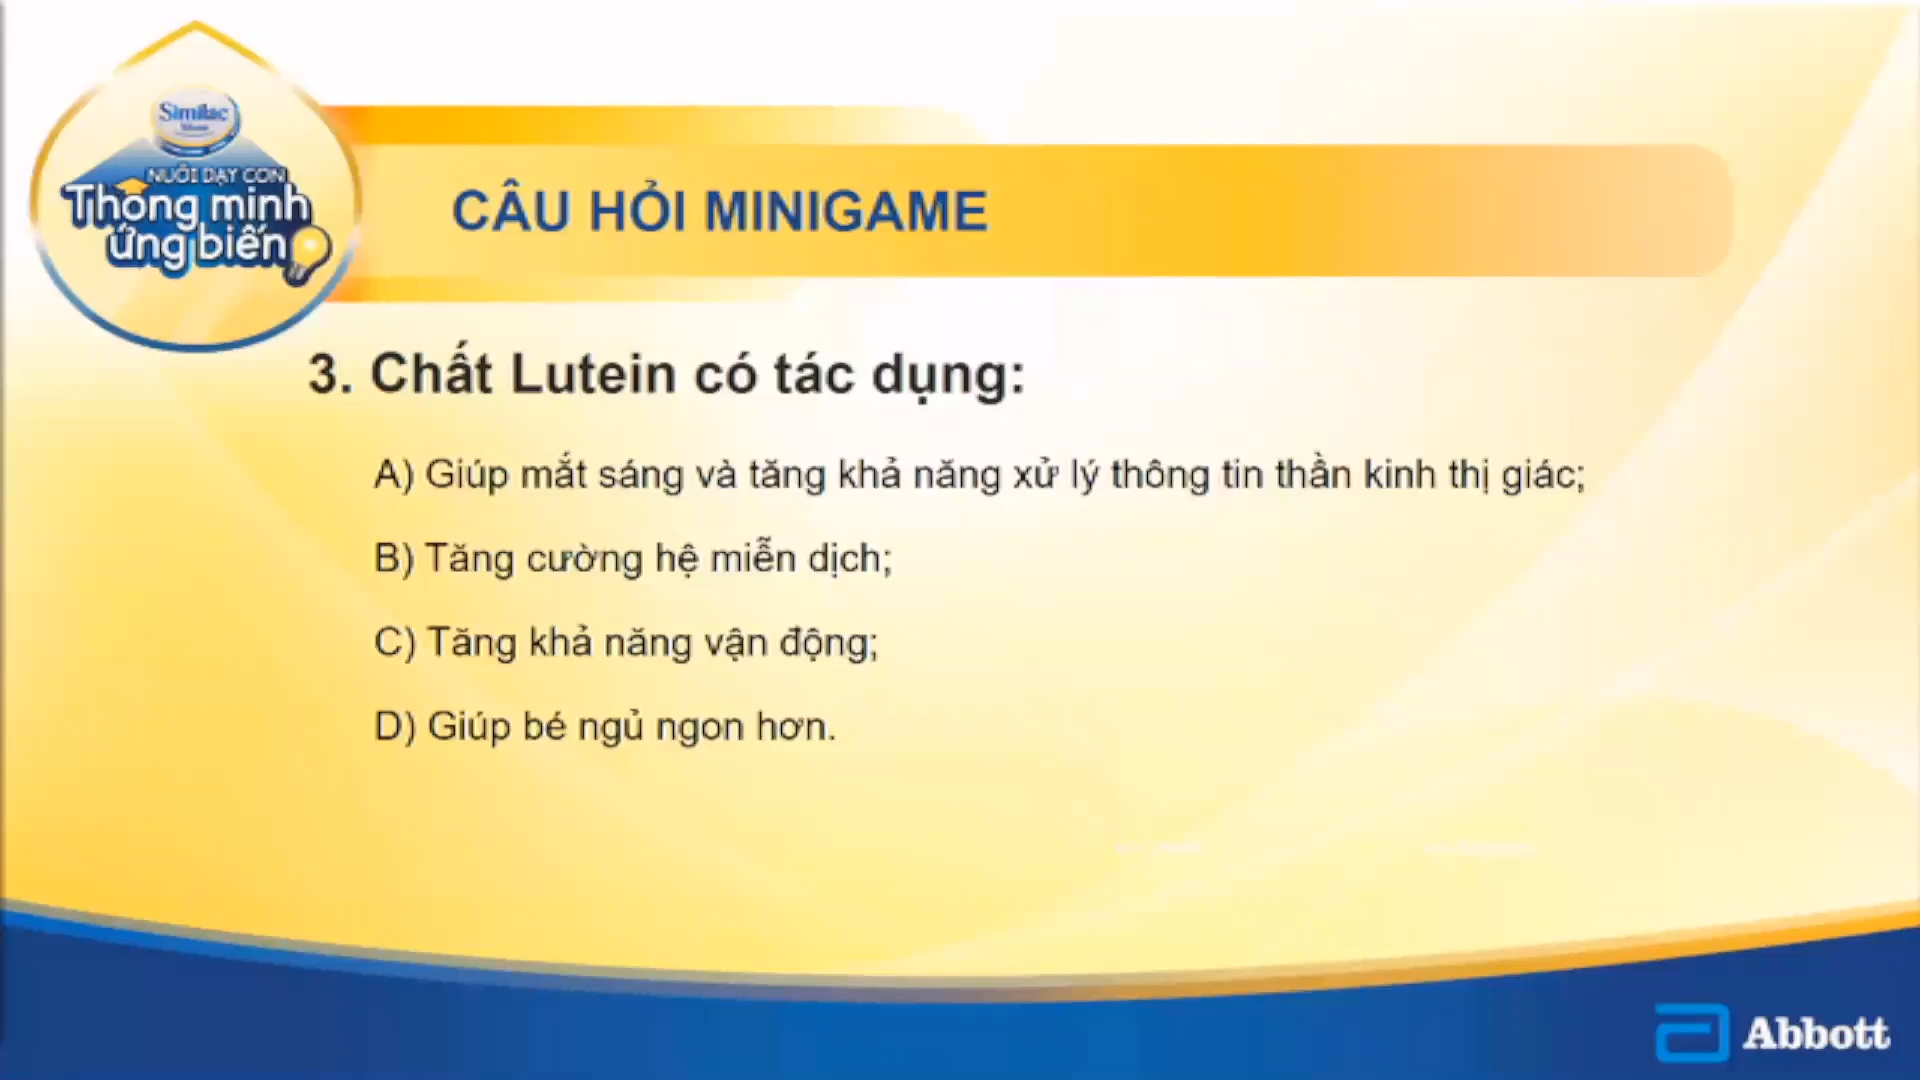 Similac
NUÔI DẠY CON
Thông minh
ứng biến
CÂU HỎI MINIGAME
3. Chất Lutein có tác dụng:
A) Giúp mắt sáng và tăng khả năng xử lý thông tin thần kinh thị giác;
B) Tăng cường hệ miễn dịch;
C) Tăng khả năng vận động;
D) Giúp bé ngủ ngon hơn.
Abbott